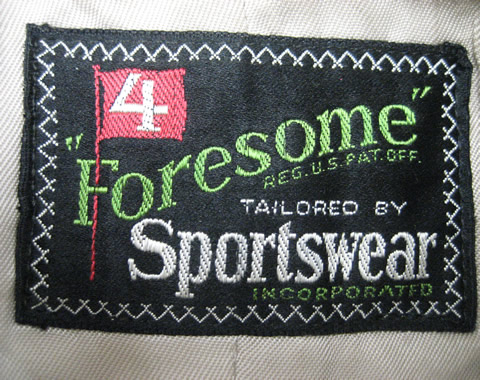 4
"Foresome"
REG. U.S. PAT. OFF.
TAILORED BY
Sportswear
INCORPORATED